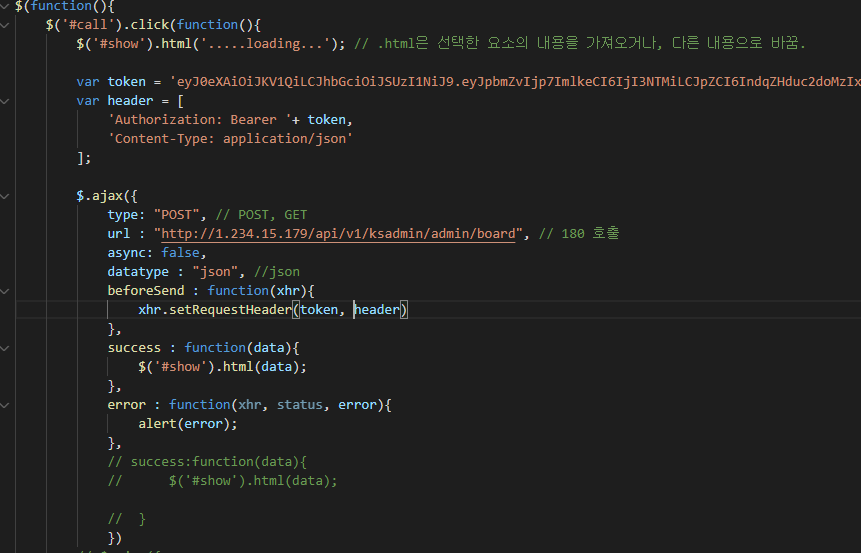 $(function(){
$('#call').click(function(){
$('#show').html('.....loading...'); // .html은 선택한 요소의 내용을 가져오거나, 다른 내용으로 바꿈.
var token = 'eyJ0eXAiOiJKV1QiLCJhbGciOiJSUzI1NiJ9.eyJpbmZvIjp7ImlkeCI6IjI3NTMiLCJpZCI6IndqZHduc2doMzIx
var header = [
'Authorization: Bearer '+ token,
'Content-Type: application/json'
];
$.ajax({
type: "POST", // POST, GET
url : "http://1.234.15.179/api/v1/ksadmin/admin/board", // 180 호출
async: false,
datatype : "json", //json
beforeSend : function(xhr){
xhr.setRequestHeader(token, header)
},
success : function(data){
$('#show').html(data);
},
error : function(xhr, status, error){
alert(error);
},
// success:function(data){
//      $('#show').html(data);
//  }
})